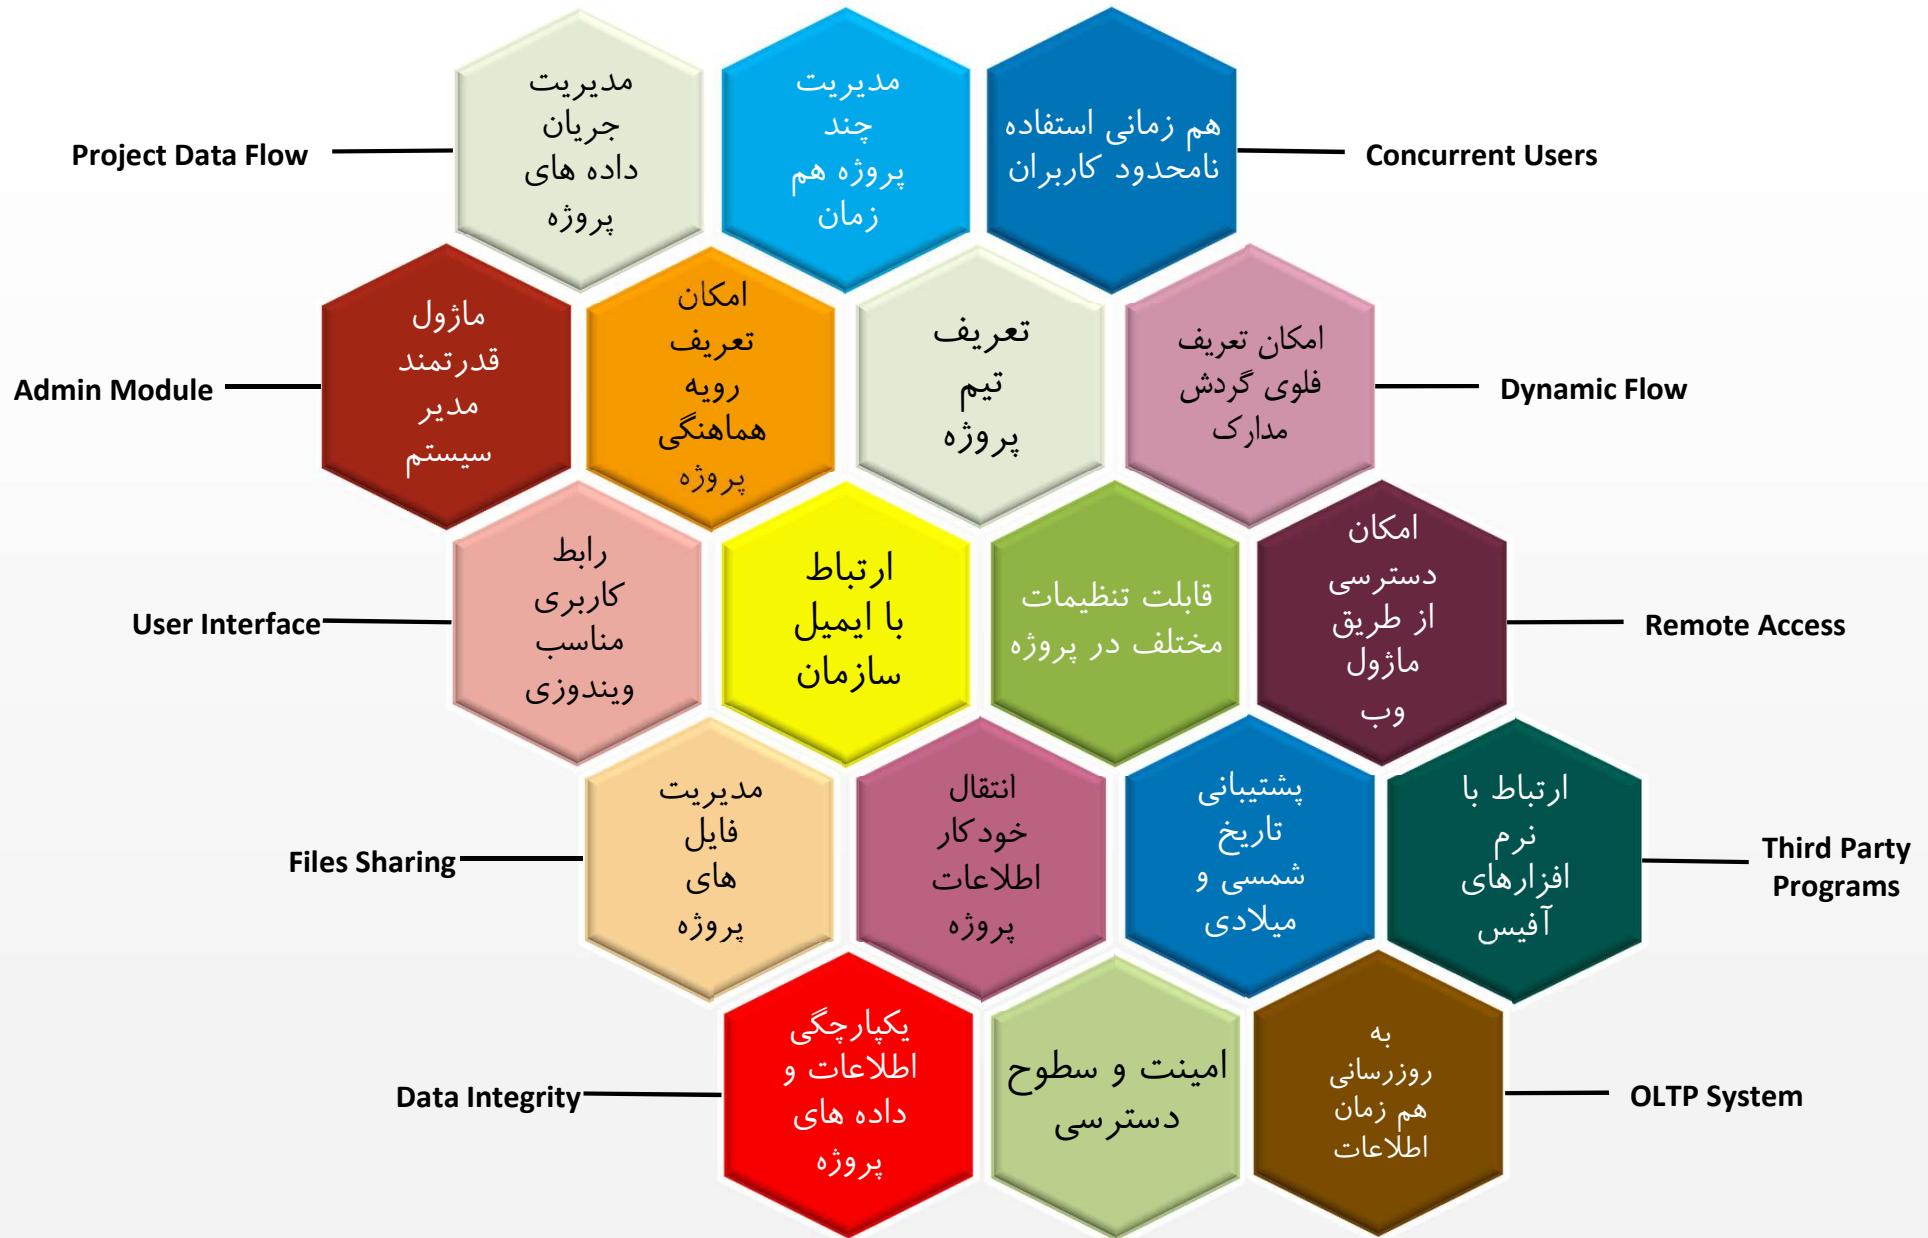 Project Data Flow
مدیریت
جریان
داده های
پروژه
مدیریت
چند
پروژه هم
زمان
هم زمانی استفاده
نامحدود کاربران
Concurrent Users
Admin Module
ماژول
قدرتمند
مدیر
سیستم
امکان
تعریف
رویه
هماهنگی
پروژه
تعریف
تیم
پروژه
امکان تعریف
فلوی گردش
مدارک
Dynamic Flow
User Interface
رابط
کاربری
مناسب
ویندوزی
ارتباط
با ایمیل
سازمان
قابلت تنظیمات
مختلف در پروژه
امکان
دسترسی
از طریق
ماژول
وب
Remote Access
Files Sharing
مدیریت
فایل
های
پروژه
انتقال
خودکار
اطلاعات
پروژه
پشتیبانی
تاریخ
شمسی و
میلادی
ارتباط با
نرم
افزارهای
آفیس
Third Party
Programs
Data Integrity
یکپارچگی
اطلاعات و
داده های
پروژه
امینت و سطوح
دسترسی
به
روزرسانی
هم زمان
اطلاعات
OLTP System